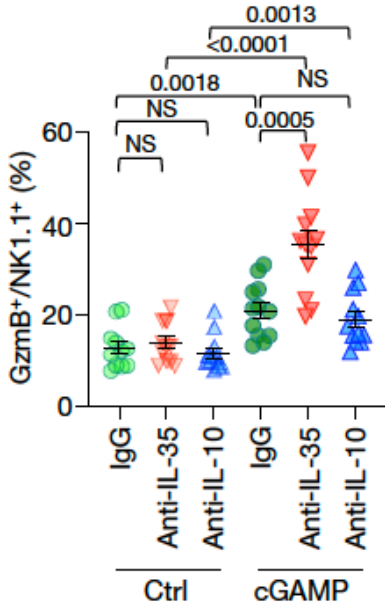 0.0013
<0.0001
0.0018
NS
NS
0.0005
NS
60
40
20
0
GzmB⁺/NK1.1⁺ (%)
IgG
Anti-IL-35
Anti-IL-10
IgG
Anti-IL-35
Anti-IL-10
Ctrl
cGAMP